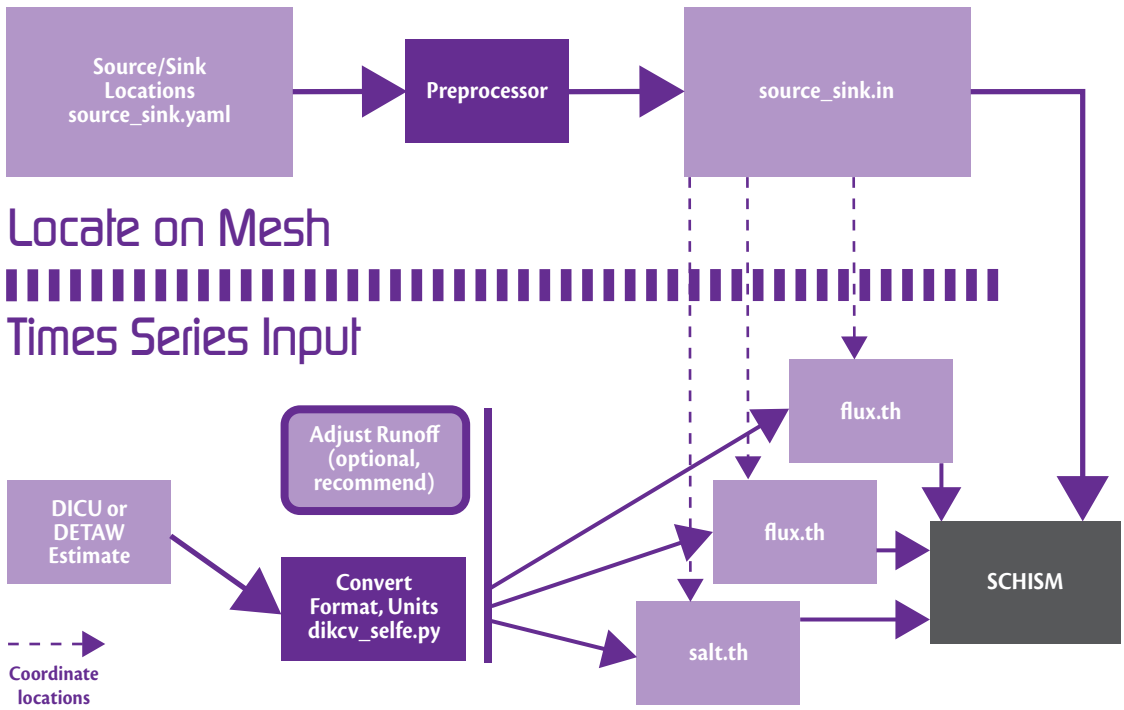 Source/Sink
Locations
source_sink.yaml
Preprocessor
source_sink.in
Locate on Mesh
Times Series Input
flux.th
Adjust Runoff
(optional,
recommend)
DICU or
DETAW
Estimate
flux.th
Convert
Format, Units
dikcv_selfe.py
SCHISM
salt.th
Coordinate
locations